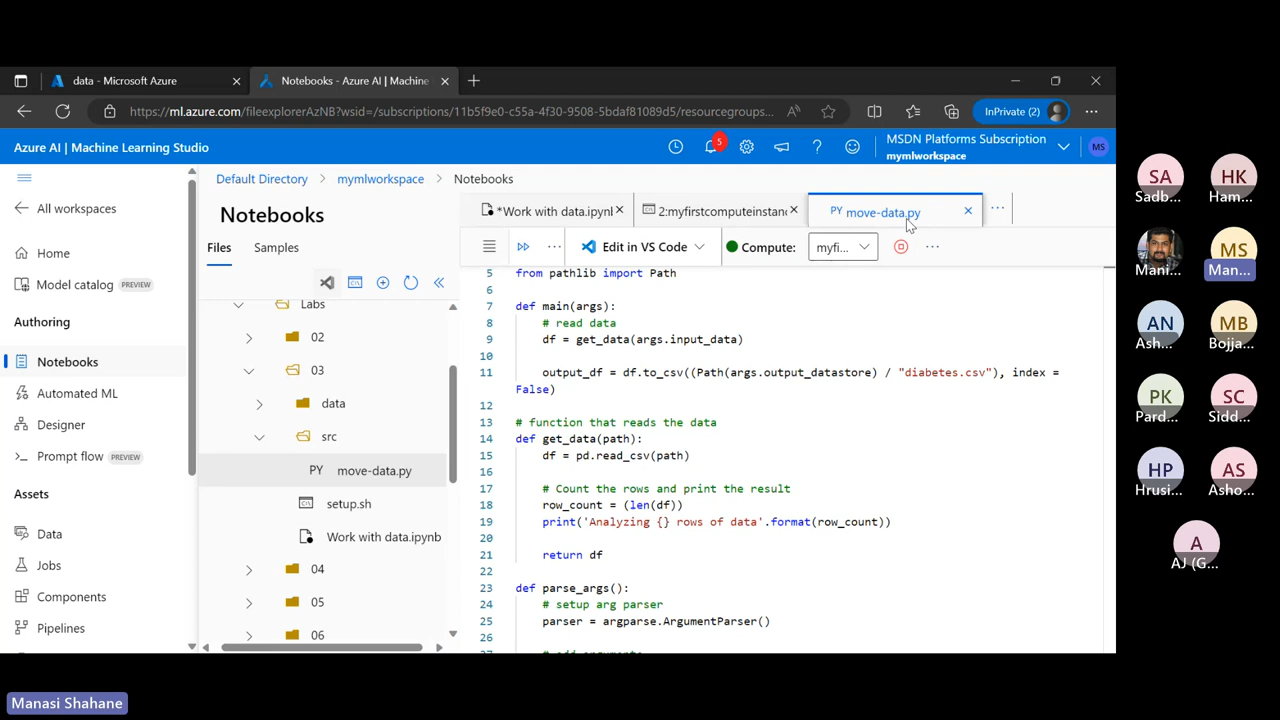 data - Microsoft Azure
Notebooks - Azure AI | Machine
https://ml.azure.com/fileexplorerAzNB?wsid=/subscriptions/11b5f9e0-c55a-4f30-9508-5bdaf81089d5/resourcegroups...
InPrivate (2)
Azure AI | Machine Learning Studio
5
MSDN Platforms Subscription
mymlworkspace
MS
All workspaces
Home
Model catalog PREVIEW
Authoring
Notebooks
Automated ML
Designer
Prompt flow PREVIEW
Assets
Data
Jobs
Components
Pipelines
Default Directory
mymlworkspace
Notebooks
Notebooks
Files
Samples
Labs
02
03
data
src
PY move-data.py
setup.sh
Work with data.ipynb
04
05
06
*Work with data.ipynl
2:myfirstcomputeinstan
PY move-data.py
Edit in VS Code
Compute:
myfi...
5 from pathlib import Path
6
7 def main(args):
8 # read data
9 df = get_data(args.input_data)
10
11 output_df = df.to_csv((Path(args.output_datastore) / "diabetes.csv"), index =
False)
12
13 # function that reads the data
14 def get_data(path):
15 df = pd.read_csv(path)
16
17 # Count the rows and print the result
18 row_count = (len(df))
19 print('Analyzing {} rows of data'.format(row_count))
20
21 return df
22
23 def parse_args():
24 # setup arg parser
25 parser = argparse.ArgumentParser()
26
SA
Sadb...
HK
Ham...
Mani...
MS
Man...
AN
Ash...
MB
Bojja...
PK
Pard...
SC
Sidd...
HP
Hrusi...
AS
Asho...
A
AJ (G...
Manasi Shahane